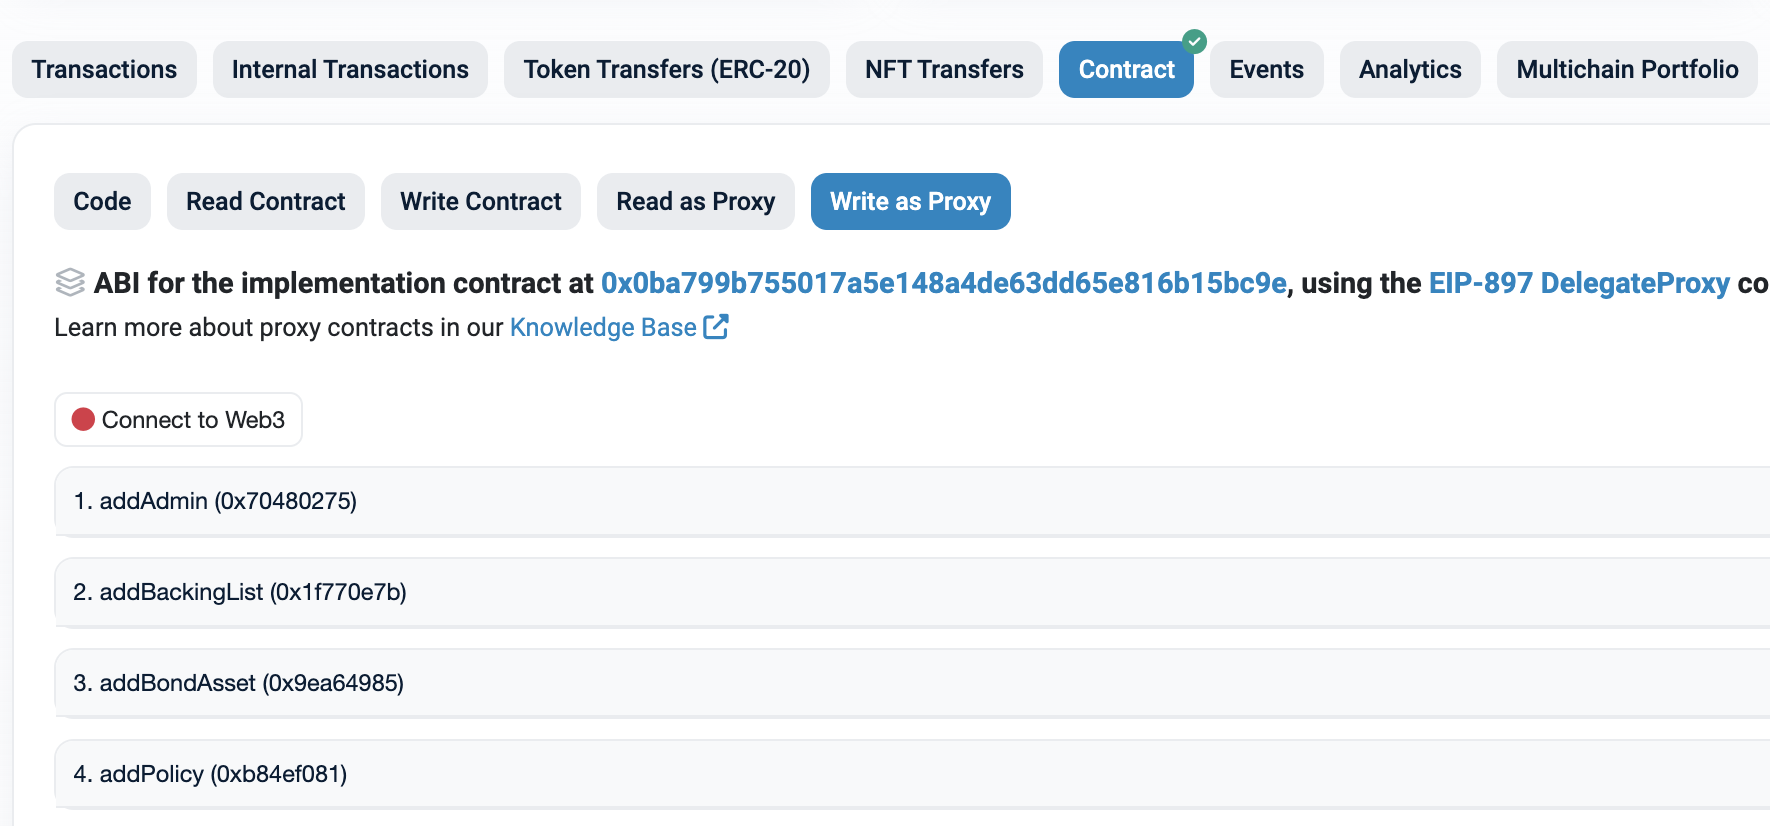 Transactions Internal Transactions Token Transfers (ERC-20) NFT Transfers Contract Events Analytics Multichain Portfolio
Code Read Contract Write Contract Read as Proxy Write as Proxy
ABI for the implementation contract at 0x0ba799b755017a5e148a4de63dd65e816b15bc9e, using the EIP-897 DelegateProxy co
Learn more about proxy contracts in our Knowledge Base
Connect to Web3
1. addAdmin (0x70480275)
2. addBackingList (0x1f770e7b)
3. addBondAsset (0x9ea64985)
4. addPolicy (0xb84ef081)